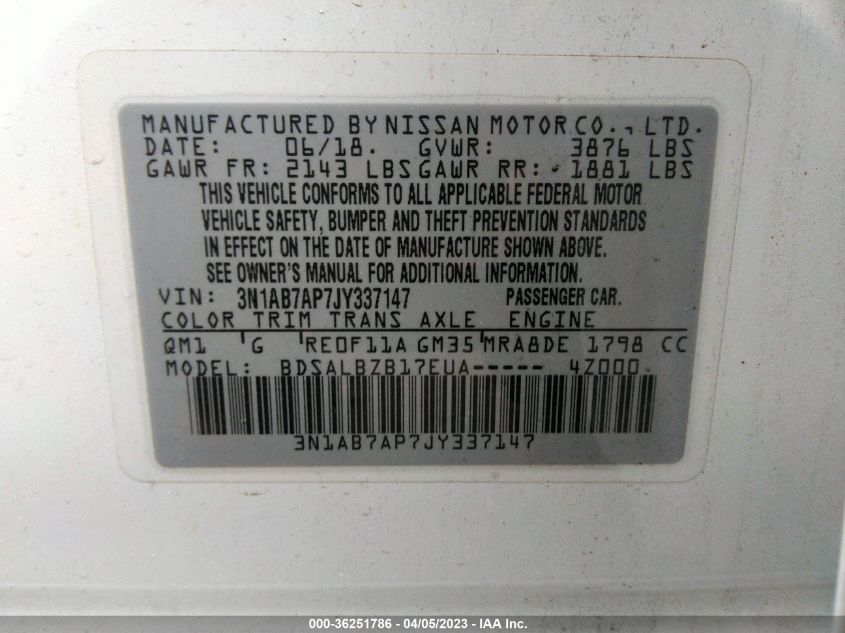 MANUFACTURED BY NISSAN MOTOR CO., LTD.
DATE: 06/18. GVWR: 3876 LBS
GAWR FR: 2143 LBS GAWR RR: 1881 LBS
THIS VEHICLE CONFORMS TO ALL APPLICABLE FEDERAL MOTOR
VEHICLE SAFETY, BUMPER AND THEFT PREVENTION STANDARDS
IN EFFECT ON THE DATE OF MANUFACTURE SHOWN ABOVE.
SEE OWNER'S MANUAL FOR ADDITIONAL INFORMATION.
VIN: 3N1AB7AP7JY337147 PASSENGER CAR.
COLOR TRIM TRANS AXLE ENGINE
QM1 G RE0F11A GM35 MRA8DE 1798 CC
MODEL: BDSALBZB17EUA----- 4Z000
3N1AB7AP7JY337147
000-36251786 - 04/05/2023 - IAA Inc.